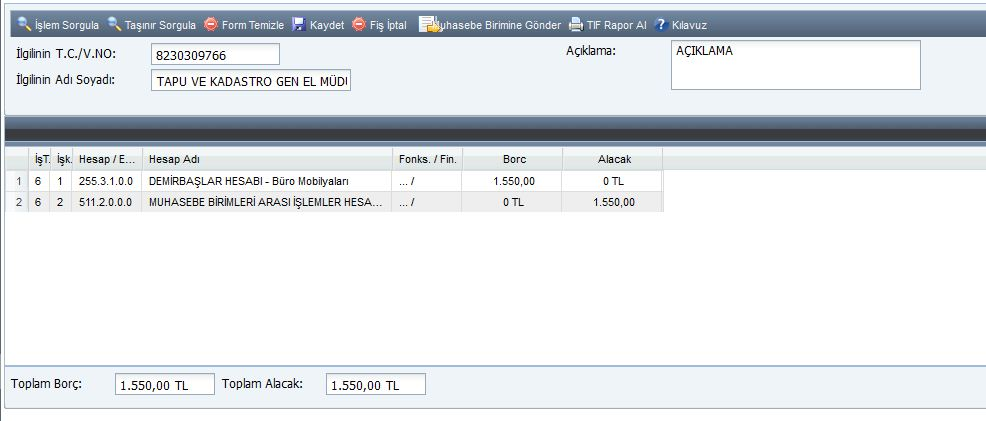 İşlem Sorgula Taşınır Sorgula Form Temizle Kaydet Fiş İptal Muhasebe Birimine Gönder TIF Rapor Al Kılavuz
İlgilinin T.C./V.NO: 8230309766 Açıklama: AÇIKLAMA
İlgilinin Adı Soyadı: TAPU VE KADASTRO GEN EL MÜDÜ
İşT. İşk. Hesap / E... Hesap Adı Fonks. / Fin. Borc Alacak
1 6 1 255.3.1.0.0 DEMİRBAŞLAR HESABI - Büro Mobilyaları ... / 1.550,00 0 TL
2 6 2 511.2.0.0.0 MUHASEBE BİRİMLERİ ARASI İŞLEMLER HESA... ... / 0 TL 1.550,00
Toplam Borç: 1.550,00 TL Toplam Alacak: 1.550,00 TL